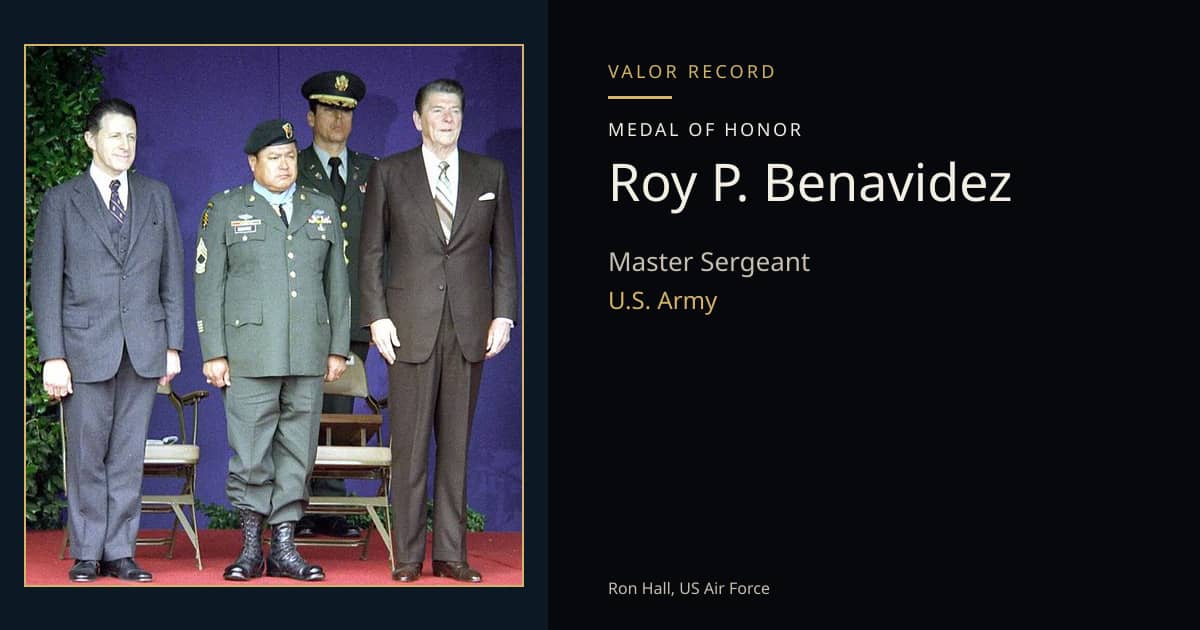 VALOR RECORD
MEDAL OF HONOR
Roy P. Benavidez
Master Sergeant
U.S. Army
Ron Hall, US Air Force